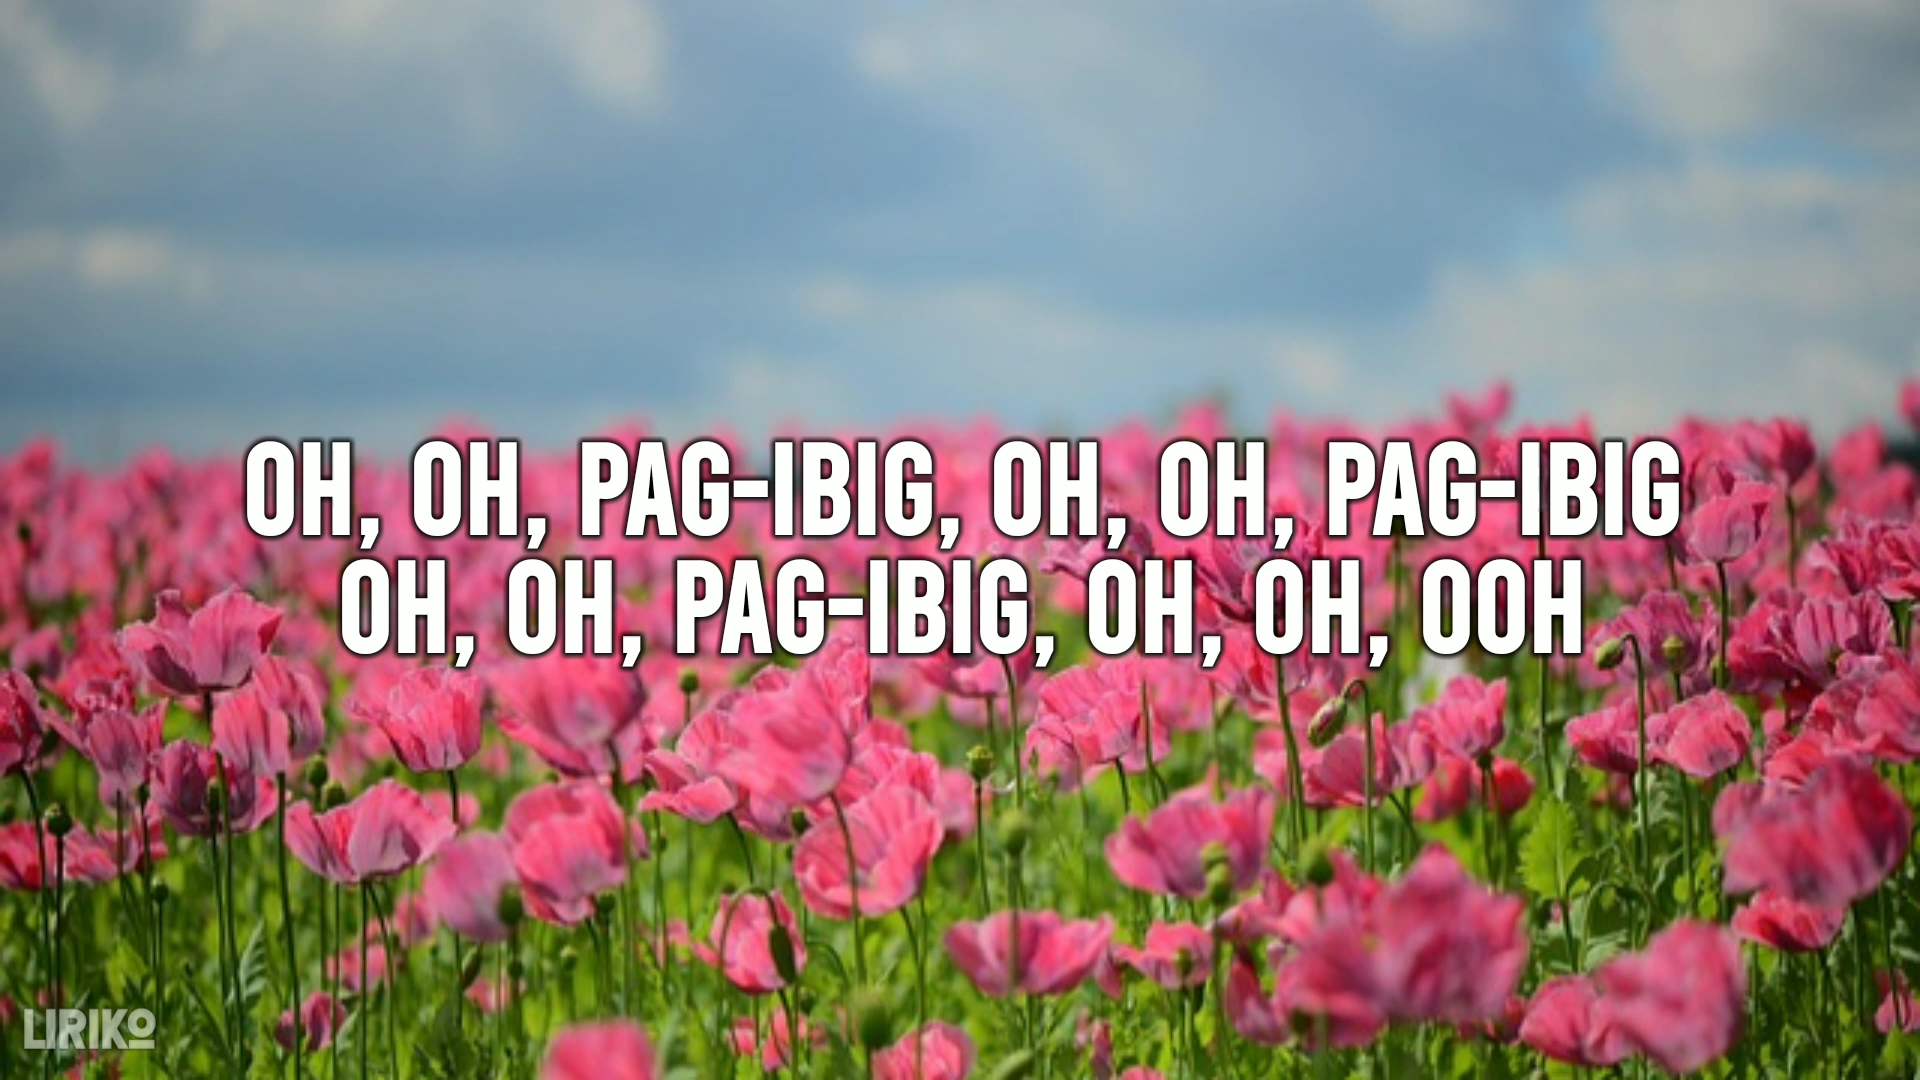 OH, OH, PAG-IBIG, OH, OH, PAG-IBIG
OH, OH, PAG-IBIG, OH, OH, OOH
LIRIKO